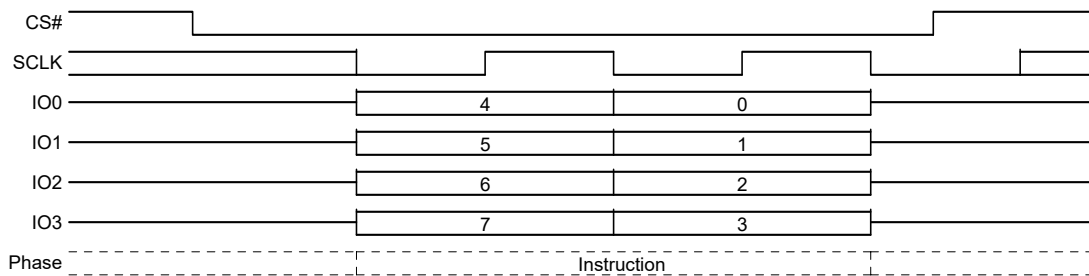 CS#
SCLK
IO0 4 0
IO1 5 1
IO2 6 2
IO3 7 3
Phase Instruction